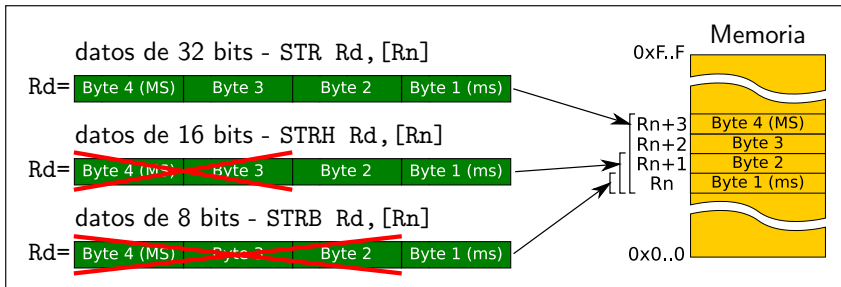 datos de 32 bits - STR Rd,[Rn]
Rd= Byte 4 (MS) Byte 3 Byte 2 Byte 1 (ms)
datos de 16 bits - STRH Rd,[Rn]
Rd= Byte 4 (MS) Byte 3 Byte 2 Byte 1 (ms)
datos de 8 bits - STRB Rd,[Rn]
Rd= Byte 4 (MS) Byte 3 Byte 2 Byte 1 (ms)
Memoria
0xF..F
Rn+3 Byte 4 (MS)
Rn+2 Byte 3
Rn+1 Byte 2
Rn Byte 1 (ms)
0x0..0